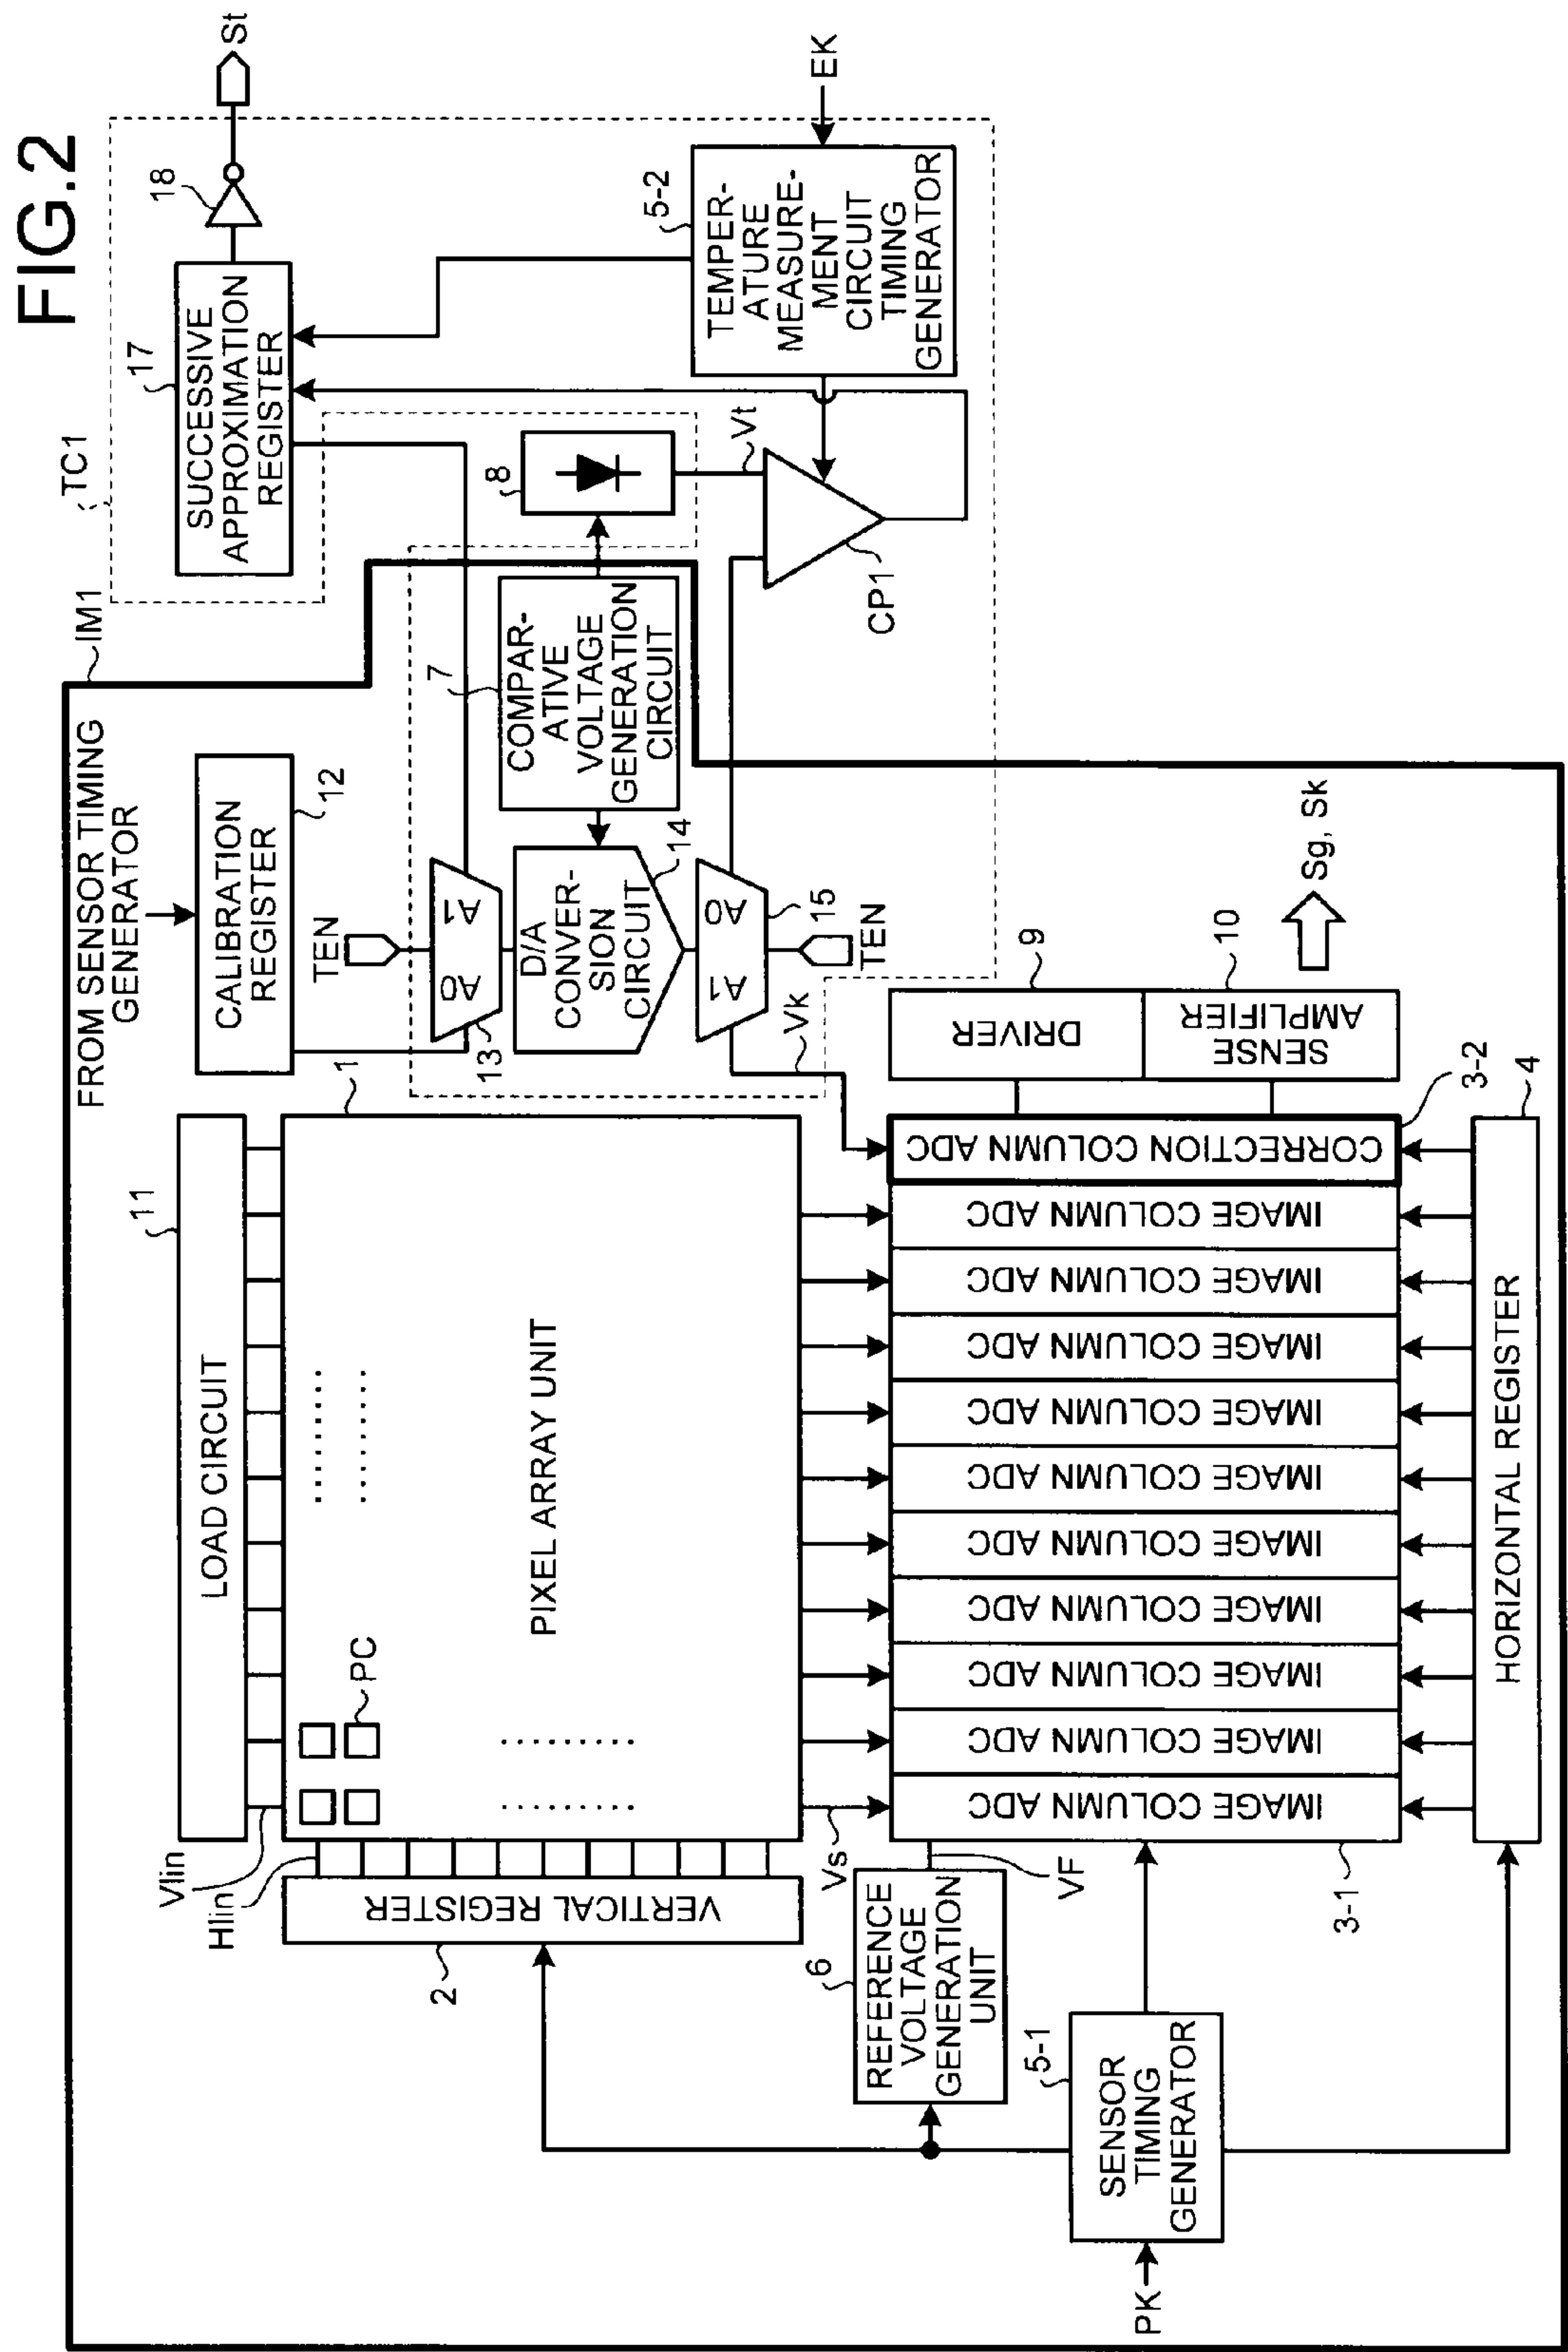 FIG.2
TC1
IM1
FROM SENSOR TIMING
GENERATOR
CALIBRATION
REGISTER
12
17
SUCCESSIVE
APPROXIMATION
REGISTER
18
St
11
LOAD CIRCUIT
Vlin
Hlin
1
PC
PIXEL ARRAY UNIT
VERTICAL REGISTER
2
TEN
A0
A1
13
7
COMPAR-
ATIVE
VOLTAGE
GENERATION
CIRCUIT
8
D/A
CONVER-
SION
CIRCUIT
14
A1
A0
15
TEN
Vk
Vt
CP1
5-2
TEMPER-
ATURE
MEASURE-
MENT
CIRCUIT
TIMING
GENERATOR
EK
6
REFERENCE
VOLTAGE
GENERATION
UNIT
Vs
VF
IMAGE COLUMN ADC
IMAGE COLUMN ADC
IMAGE COLUMN ADC
IMAGE COLUMN ADC
IMAGE COLUMN ADC
IMAGE COLUMN ADC
IMAGE COLUMN ADC
IMAGE COLUMN ADC
IMAGE COLUMN ADC
IMAGE COLUMN ADC
CORRECTION COLUMN ADC
DRIVER
9
SENSE
AMPLIFIER
10
Sg, Sk
3-1
3-2
5-1
SENSOR
TIMING
GENERATOR
PK
HORIZONTAL REGISTER
4